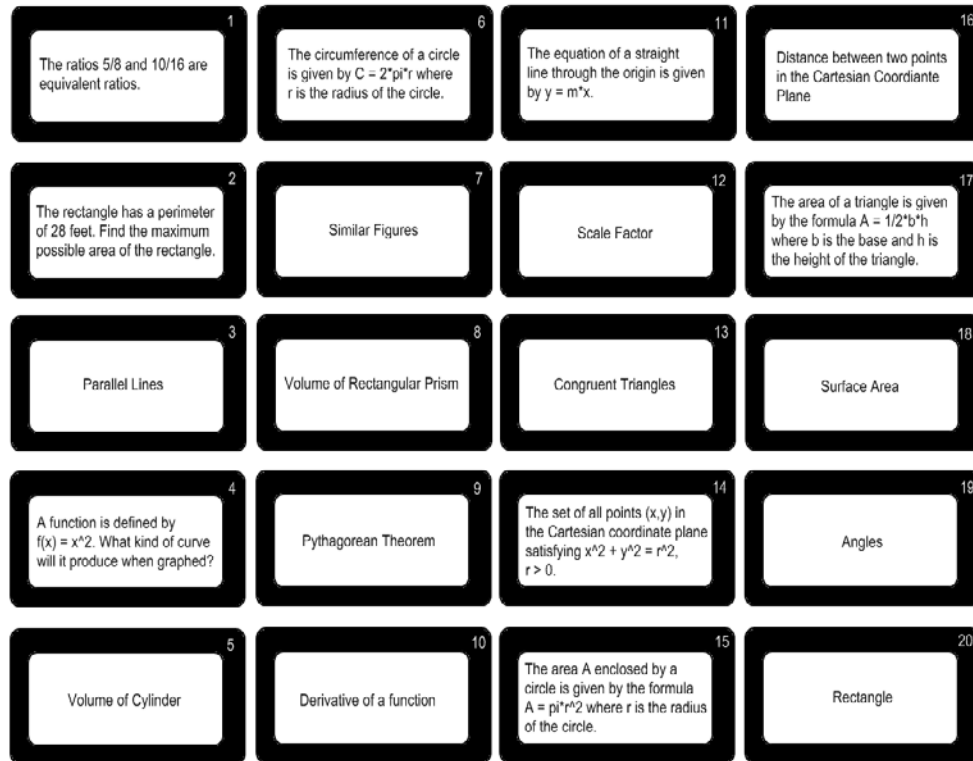 1
The ratios 5/8 and 10/16 are
equivalent ratios.
6
The circumference of a circle
is given by C = 2*pi*r where
r is the radius of the circle.
11
The equation of a straight
line through the origin is given
by y = m*x.
16
Distance between two points
in the Cartesian Coordiante
Plane
2
The rectangle has a perimeter
of 28 feet. Find the maximum
possible area of the rectangle.
7
Similar Figures
12
Scale Factor
17
The area of a triangle is given
by the formula A = 1/2*b*h
where b is the base and h is
the height of the triangle.
3
Parallel Lines
8
Volume of Rectangular Prism
13
Congruent Triangles
18
Surface Area
4
A function is defined by
f(x) = x^2. What kind of curve
will it produce when graphed?
9
Pythagorean Theorem
14
The set of all points (x,y) in
the Cartesian coordinate plane
satisfying x^2 + y^2 = r^2,
r > 0.
19
Angles
5
Volume of Cylinder
10
Derivative of a function
15
The area A enclosed by a
circle is given by the formula
A = pi*r^2 where r is the radius
of the circle.
20
Rectangle